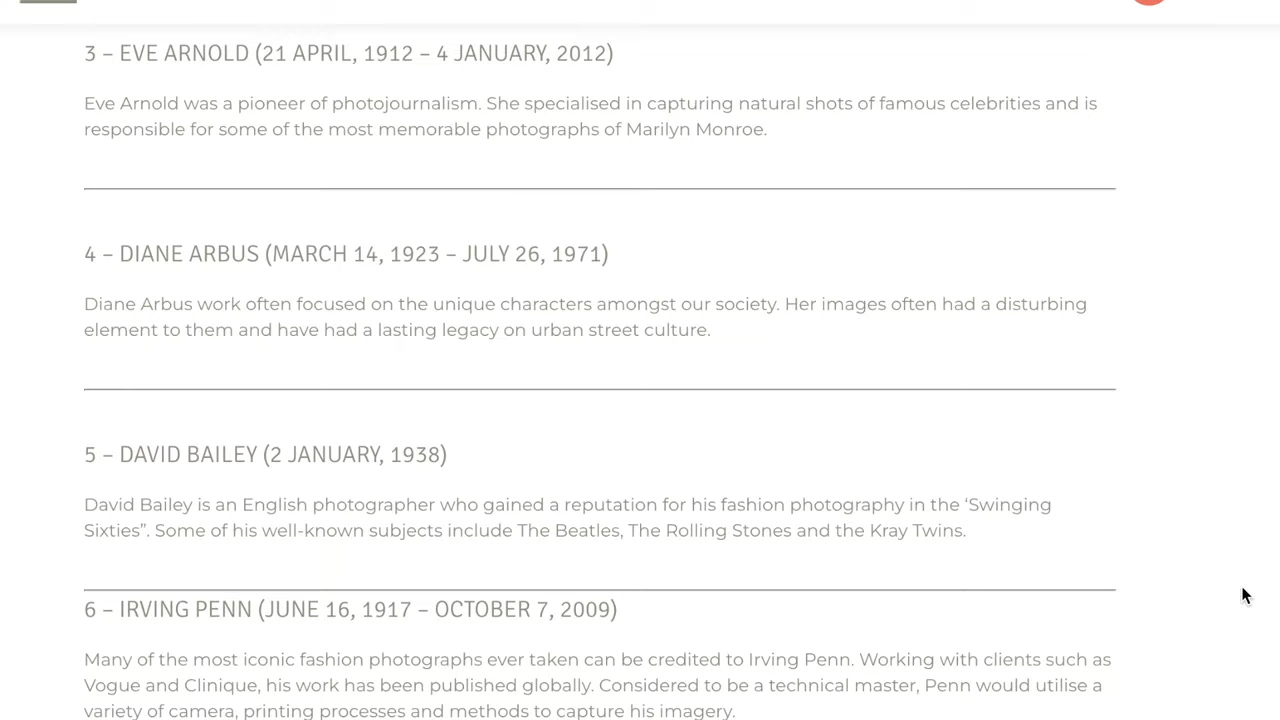 3 – EVE ARNOLD (21 APRIL, 1912 – 4 JANUARY, 2012)
Eve Arnold was a pioneer of photojournalism. She specialised in capturing natural shots of famous celebrities and is
responsible for some of the most memorable photographs of Marilyn Monroe.
4 – DIANE ARBUS (MARCH 14, 1923 – JULY 26, 1971)
Diane Arbus work often focused on the unique characters amongst our society. Her images often had a disturbing
element to them and have had a lasting legacy on urban street culture.
5 – DAVID BAILEY (2 JANUARY, 1938)
David Bailey is an English photographer who gained a reputation for his fashion photography in the ‘Swinging
Sixties”. Some of his well-known subjects include The Beatles, The Rolling Stones and the Kray Twins.
6 – IRVING PENN (JUNE 16, 1917 – OCTOBER 7, 2009)
Many of the most iconic fashion photographs ever taken can be credited to Irving Penn. Working with clients such as
Vogue and Clinique, his work has been published globally. Considered to be a technical master, Penn would utilise a
variety of camera, printing processes and methods to capture his imagery.